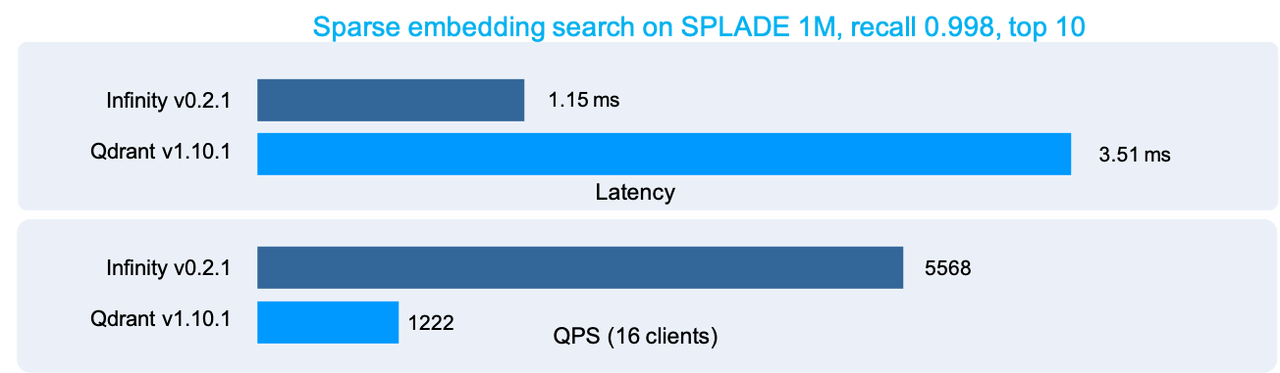 Sparse embedding search on SPLADE 1M, recall 0.998, top 10
Infinity v0.2.1 1.15 ms
Qdrant v1.10.1 3.51 ms
Latency
Infinity v0.2.1 5568
Qdrant v1.10.1 1222
QPS (16 clients)